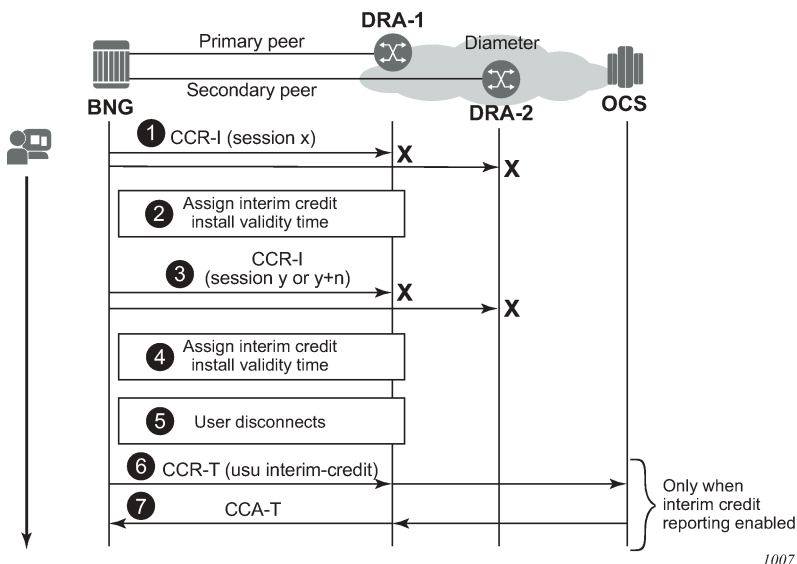 DRA-1
Primary peer
Diameter
Secondary peer
BNG
DRA-2
OCS
1 CCR-I (session x)
X
X
2 Assign interim credit
install validity time
CCR-I
3 (session y or y+n)
X
X
4 Assign interim credit
install validity time
5 User disconnects
6 CCR-T (usu interim-credit)
7 CCA-T
Only when
interim credit
reporting enabled
1007